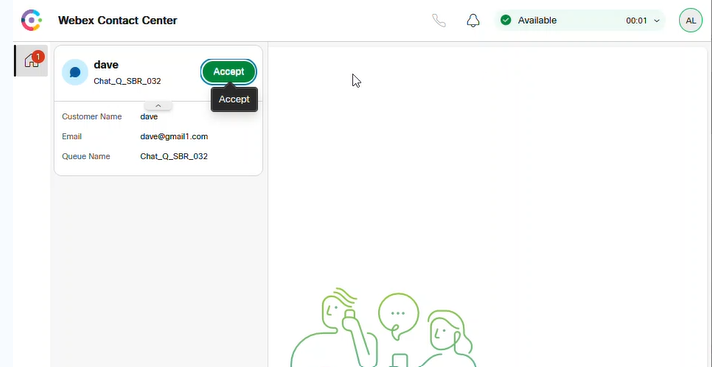 Webex Contact Center
Available 00:01
AL
1
dave
Chat_Q_SBR_032
Accept
Accept
Customer Name dave
Email dave@gmail1.com
Queue Name Chat_Q_SBR_032